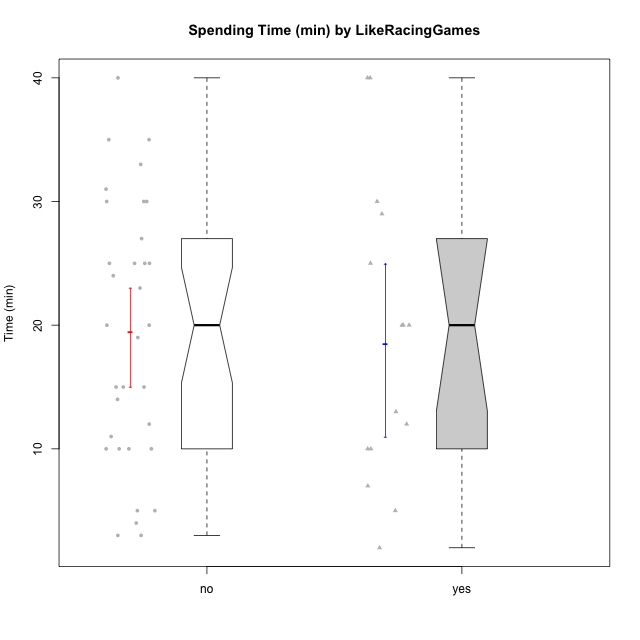 Spending Time (min) by LikeRacingGames
Time (min)
40
30
20
10
no
yes